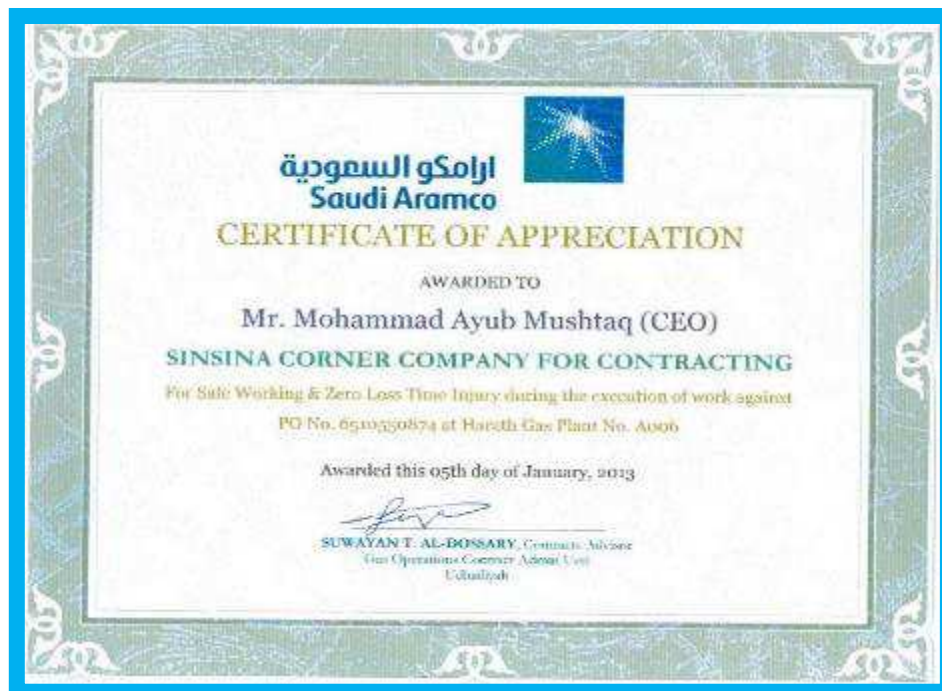 ارامكو السعودية
Saudi Aramco
CERTIFICATE OF APPRECIATION
AWARDED TO
Mr. Mohammad Ayub Mushtaq (CEO)
SINSINA CORNER COMPANY FOR CONTRACTING
For Safe Working & Zero Loss Time Injury during the execution of work against
PO No. 6510550874 at Haradh Gas Plant No. A006
Awarded this 05th day of January, 2013
SUWAYAN T. AL-DOSSARY, Contracts Advisor
Gas Operations Contract Admin Unit
Udhailiyah